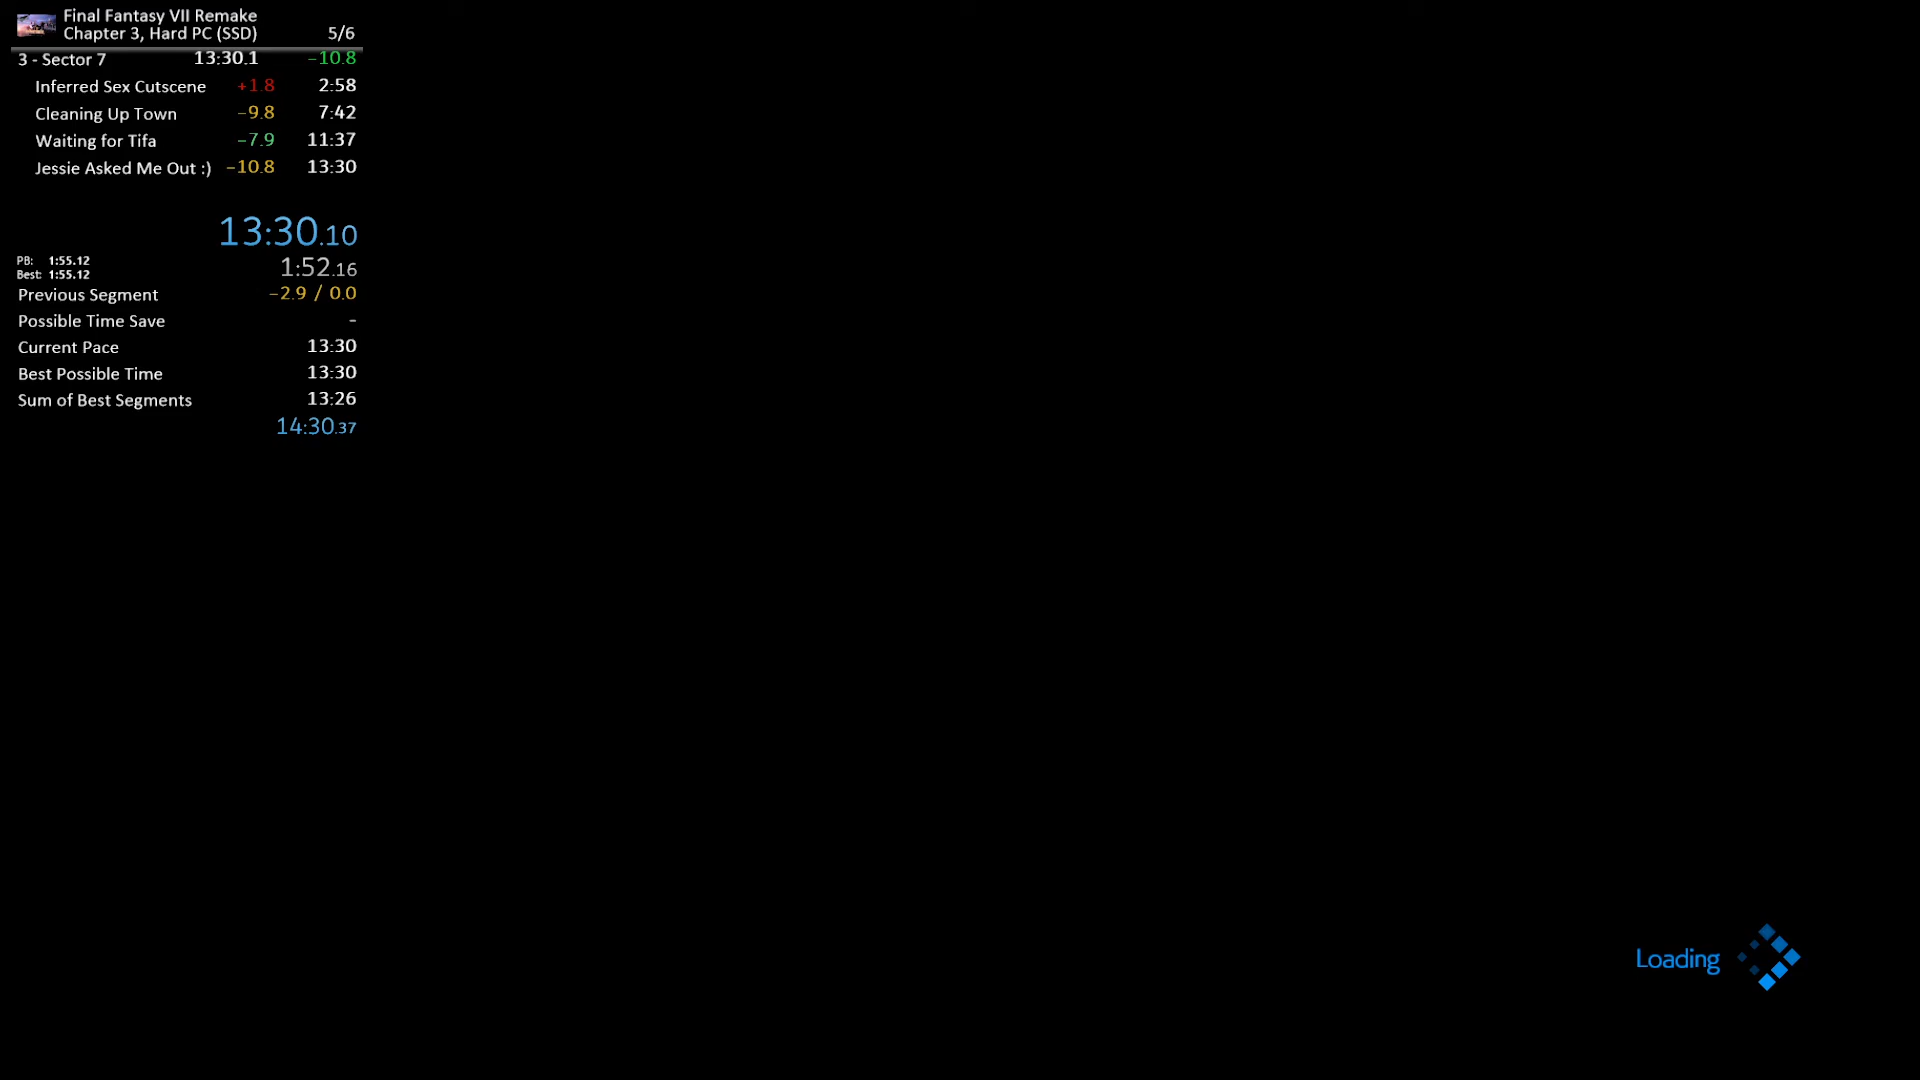 Final Fantasy VII Remake
Chapter 3, Hard PC (SSD) 5/6
3 - Sector 7 13:30.1 −10.8
Inferred Sex Cutscene +1.8 2:58
Cleaning Up Town −9.8 7:42
Waiting for Tifa −7.9 11:37
Jessie Asked Me Out :) −10.8 13:30
13:30.10
PB: 1:55.12 1:52.16
Best: 1:55.12
Previous Segment −2.9 / 0.0
Possible Time Save -
Current Pace 13:30
Best Possible Time 13:30
Sum of Best Segments 13:26
14:30.37
Loading